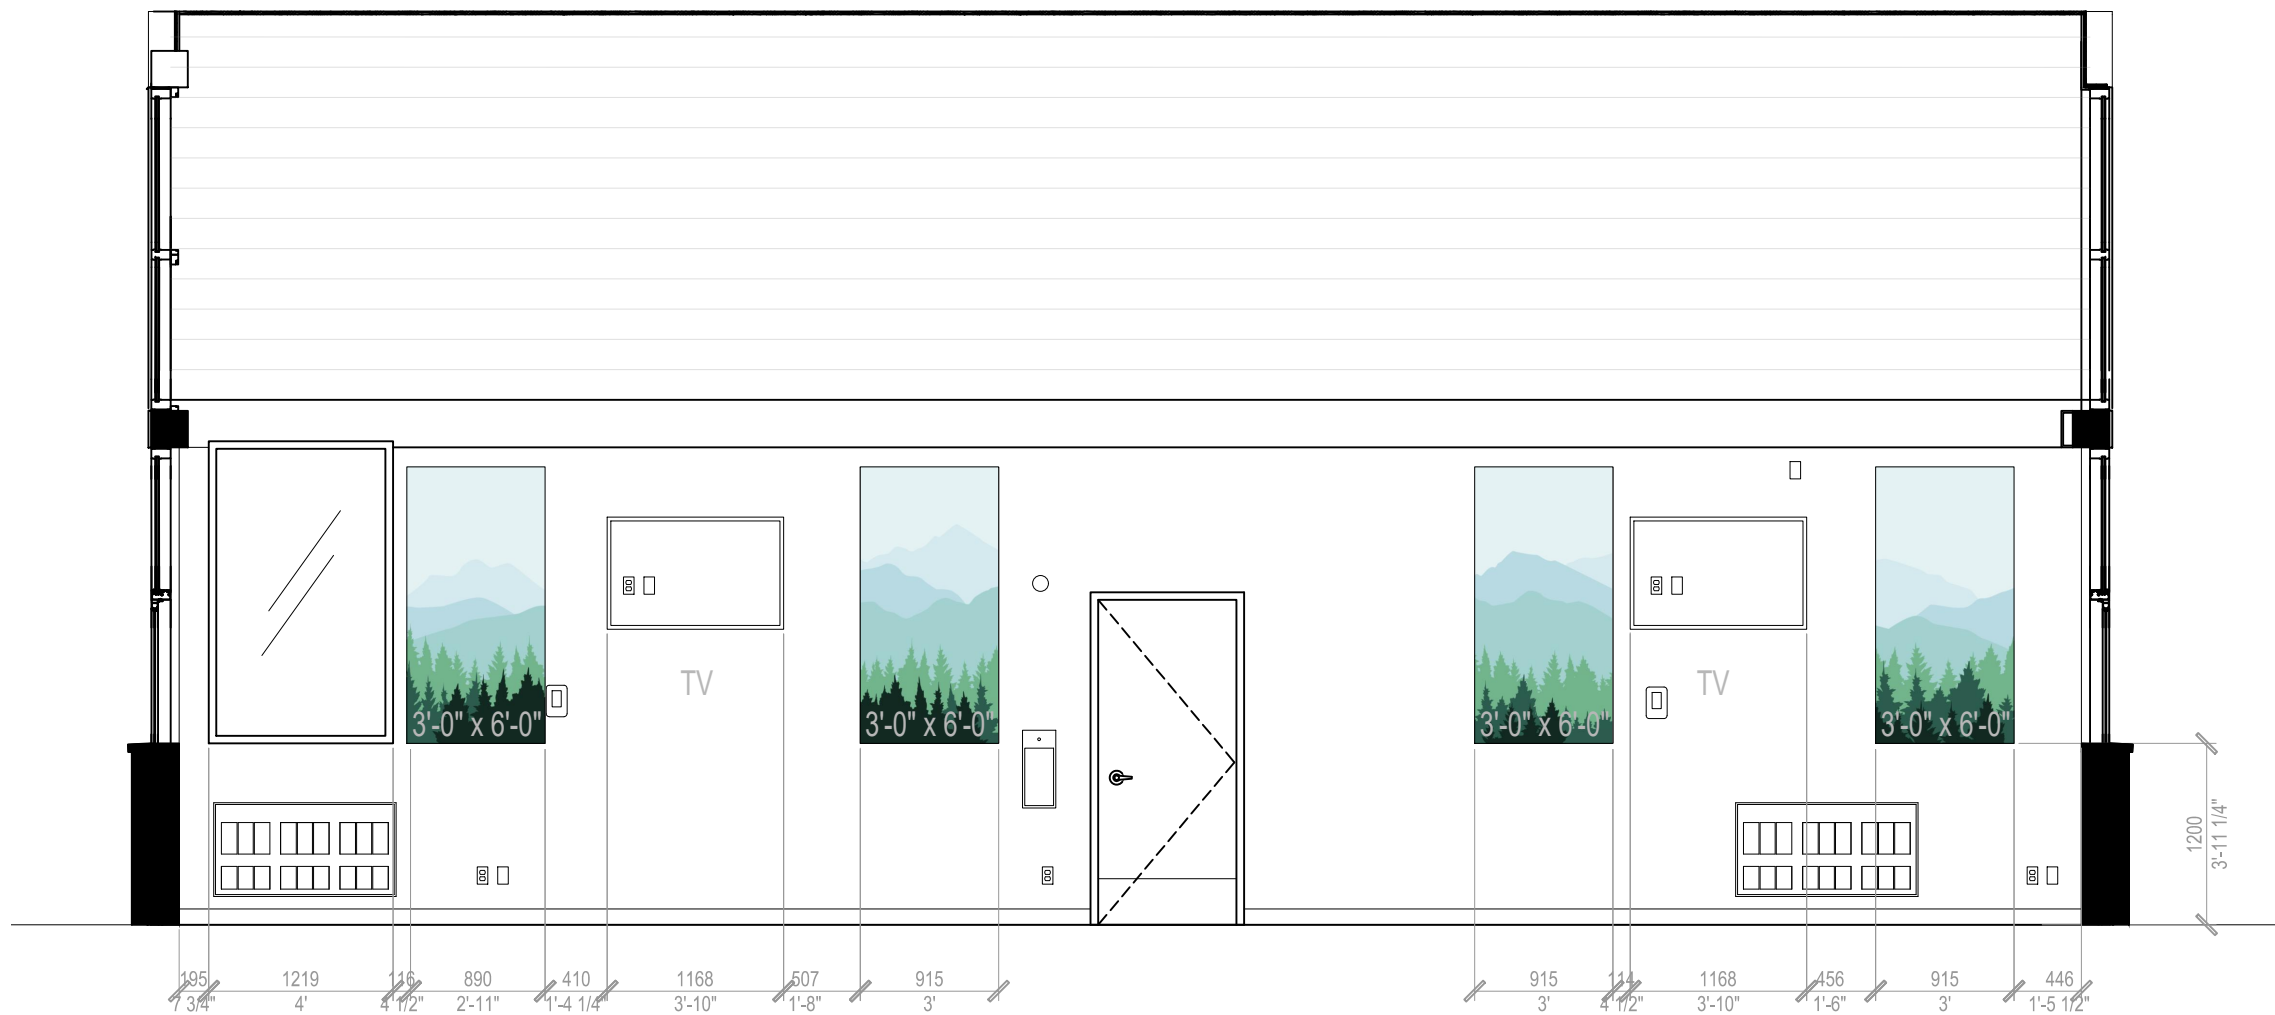 TV
TV
3'-0" x 6'-0"
3'-0" x 6'-0"
3'-0" x 6'-0"
3'-0" x 6'-0"
1200
3'-11 1/4"
195 1219 116 890 410 1168 507 915 915 114 1168 456 915 446
7 3/4" 4' 4 1/2" 2'-11" 1'-4 1/4" 3'-10" 1'-8" 3' 3' 4 1/2" 3'-10" 1'-6" 3' 1'-5 1/2"